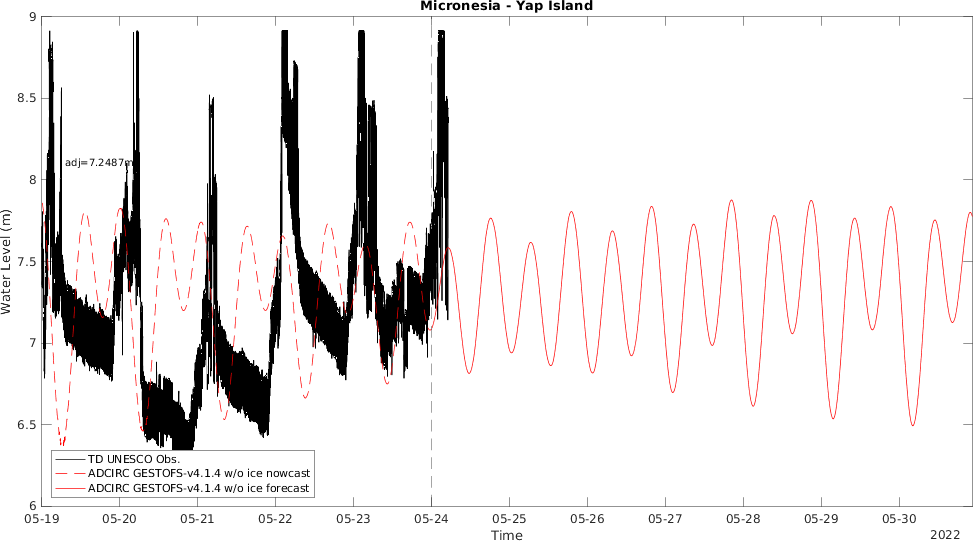 Micronesia - Yap Island
9
8.5
8
7.5
7
6.5
6
Water Level (m)
adj=7.2487m
TD UNESCO Obs.
ADCIRC GESTOFS-v4.1.4 w/o ice nowcast
ADCIRC GESTOFS-v4.1.4 w/o ice forecast
05-19 05-20 05-21 05-22 05-23 05-24 05-25 05-26 05-27 05-28 05-29 05-30
Time
2022